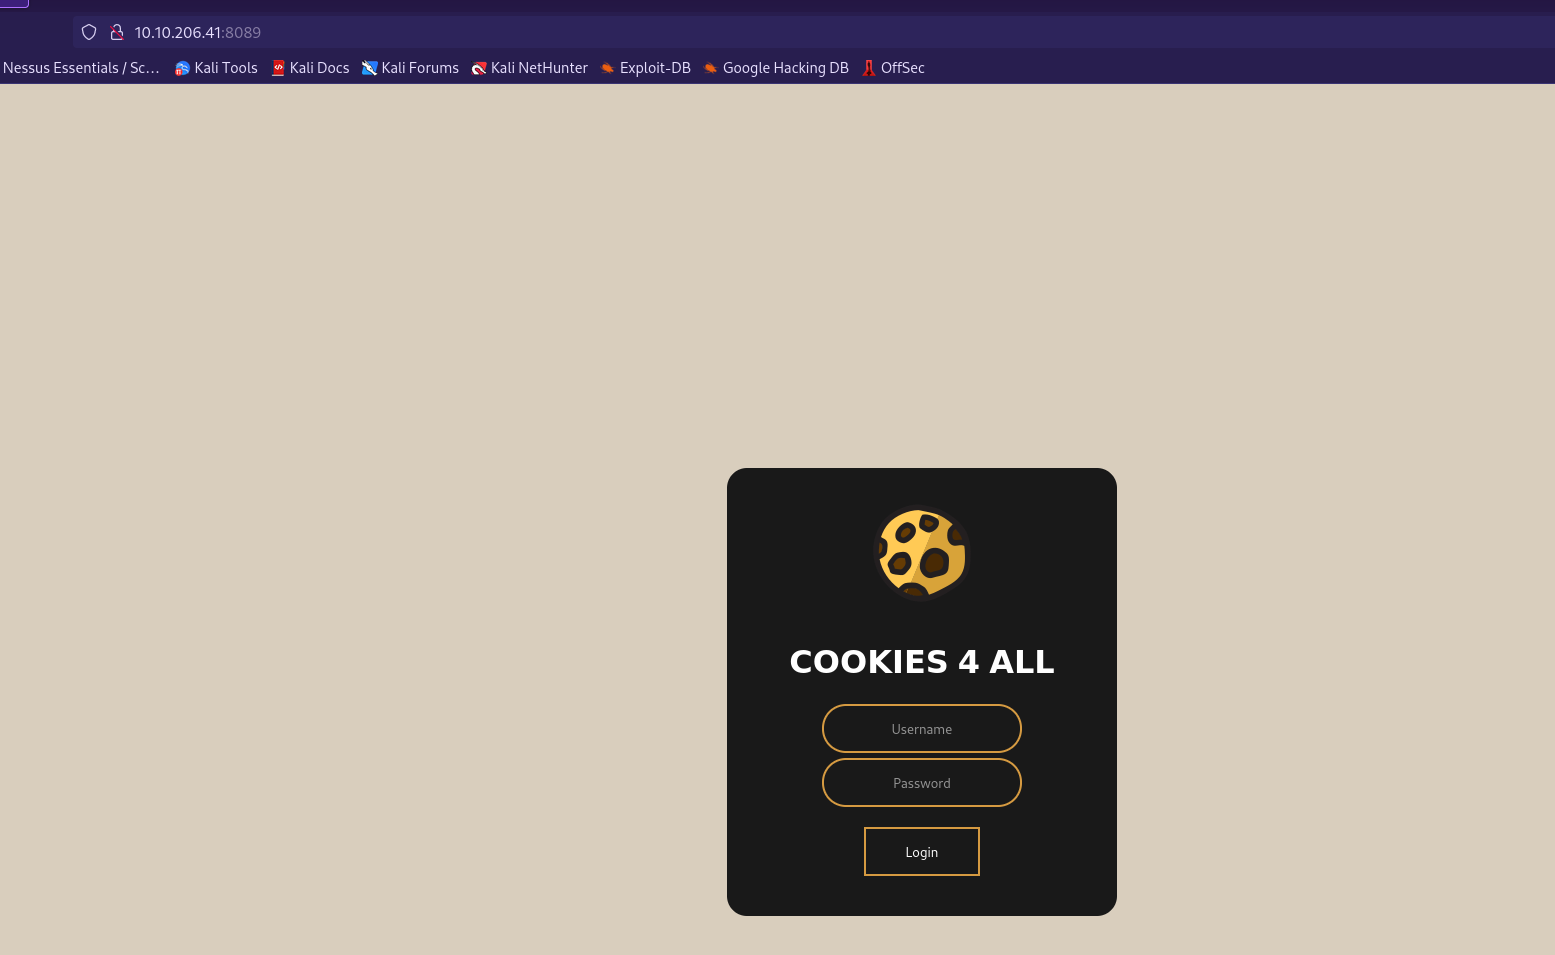 10.10.206.41:8089
Nessus Essentials / Sc… Kali Tools Kali Docs Kali Forums Kali NetHunter Exploit-DB Google Hacking DB OffSec
COOKIES 4 ALL
Username
Password
Login